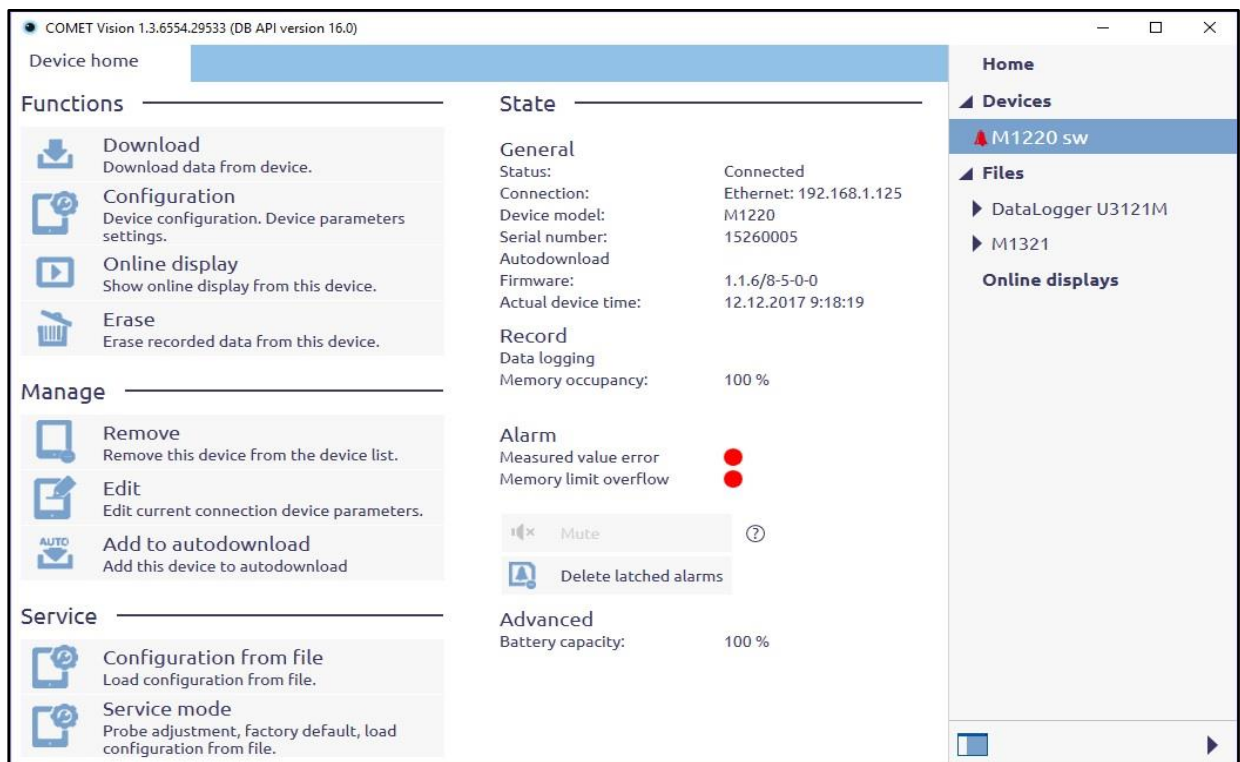 COMET Vision 1.3.6554.29533 (DB API version 16.0)
Device home
Functions
Download
Download data from device.
Configuration
Device configuration. Device parameters
settings.
Online display
Show online display from this device.
Erase
Erase recorded data from this device.
Manage
Remove
Remove this device from the device list.
Edit
Edit current connection device parameters.
AUTO
Add to autodownload
Add this device to autodownload
Service
Configuration from file
Load configuration from file.
Service mode
Probe adjustment, factory default, load
configuration from file.
State
General
Status: Connected
Connection: Ethernet: 192.168.1.125
Device model: M1220
Serial number: 15260005
Autodownload
Firmware: 1.1.6/8-5-0-0
Actual device time: 12.12.2017 9:18:19
Record
Data logging
Memory occupancy: 100 %
Alarm
Measured value error
Memory limit overflow
Mute ?
Delete latched alarms
Advanced
Battery capacity: 100 %
Home
Devices
M1220 sw
Files
DataLogger U3121M
M1321
Online displays